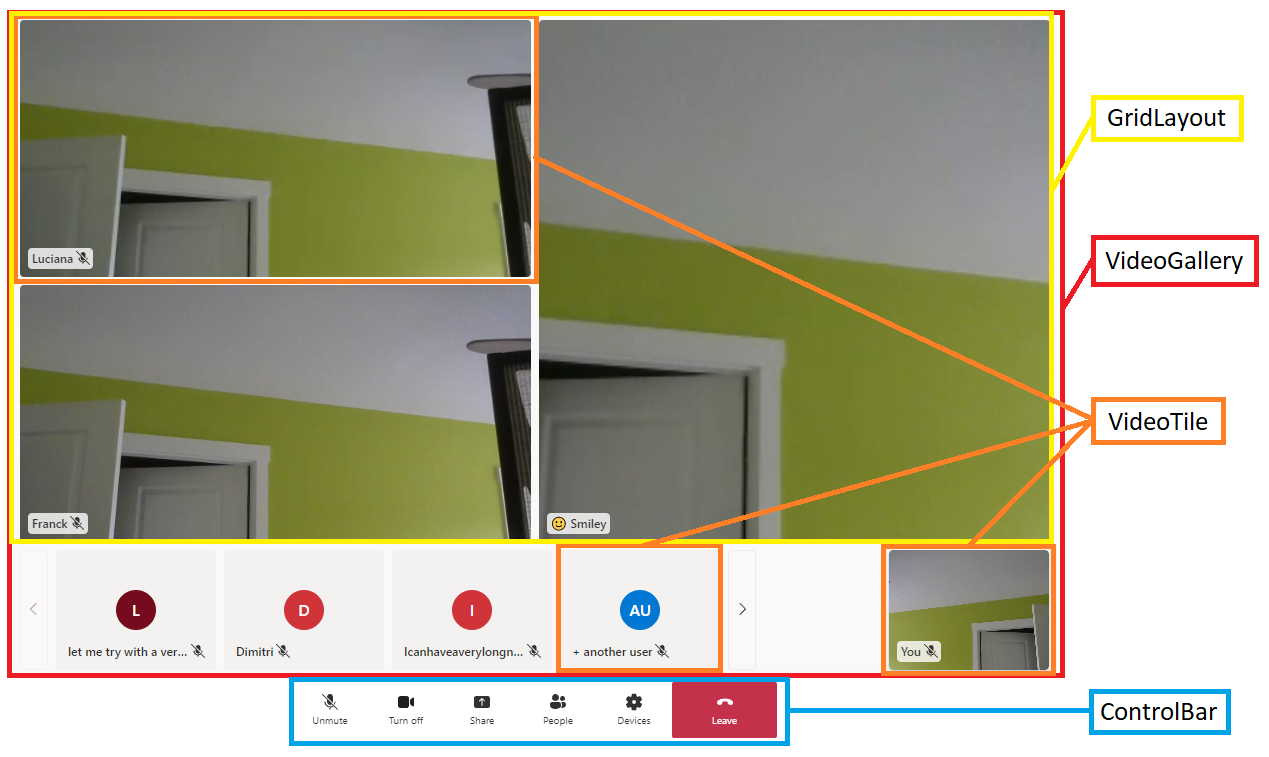 GridLayout
Luciana
VideoGallery
VideoTile
Franck
Smiley
L
D
I
AU
let me try with a ver...
Dimitri
Icanhaveaverylongn...
+ another user
You
Unmute
Turn off
Share
People
Devices
Leave
ControlBar